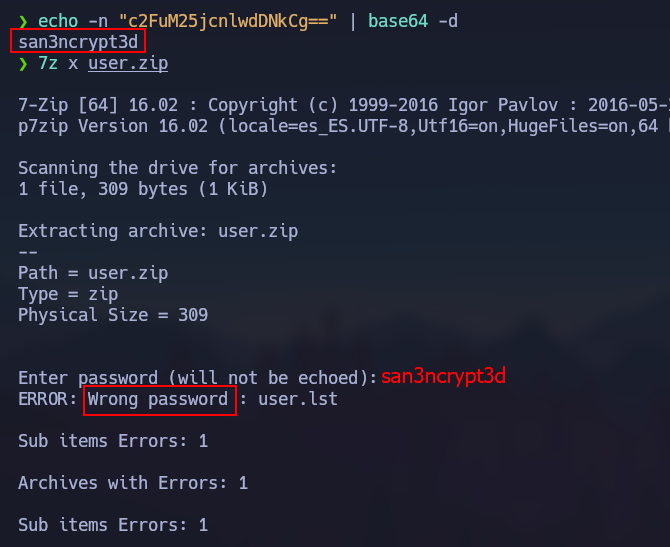 ❯ echo -n "c2FuM25jcnlwdDNkCg==" | base64 -d
san3ncrypt3d
❯ 7z x user.zip
7-Zip [64] 16.02 : Copyright (c) 1999-2016 Igor Pavlov : 2016-05-
p7zip Version 16.02 (locale=es_ES.UTF-8,Utf16=on,HugeFiles=on,64
Scanning the drive for archives:
1 file, 309 bytes (1 KiB)
Extracting archive: user.zip
--
Path = user.zip
Type = zip
Physical Size = 309
Enter password (will not be echoed): san3ncrypt3d
ERROR: Wrong password : user.lst
Sub items Errors: 1
Archives with Errors: 1
Sub items Errors: 1